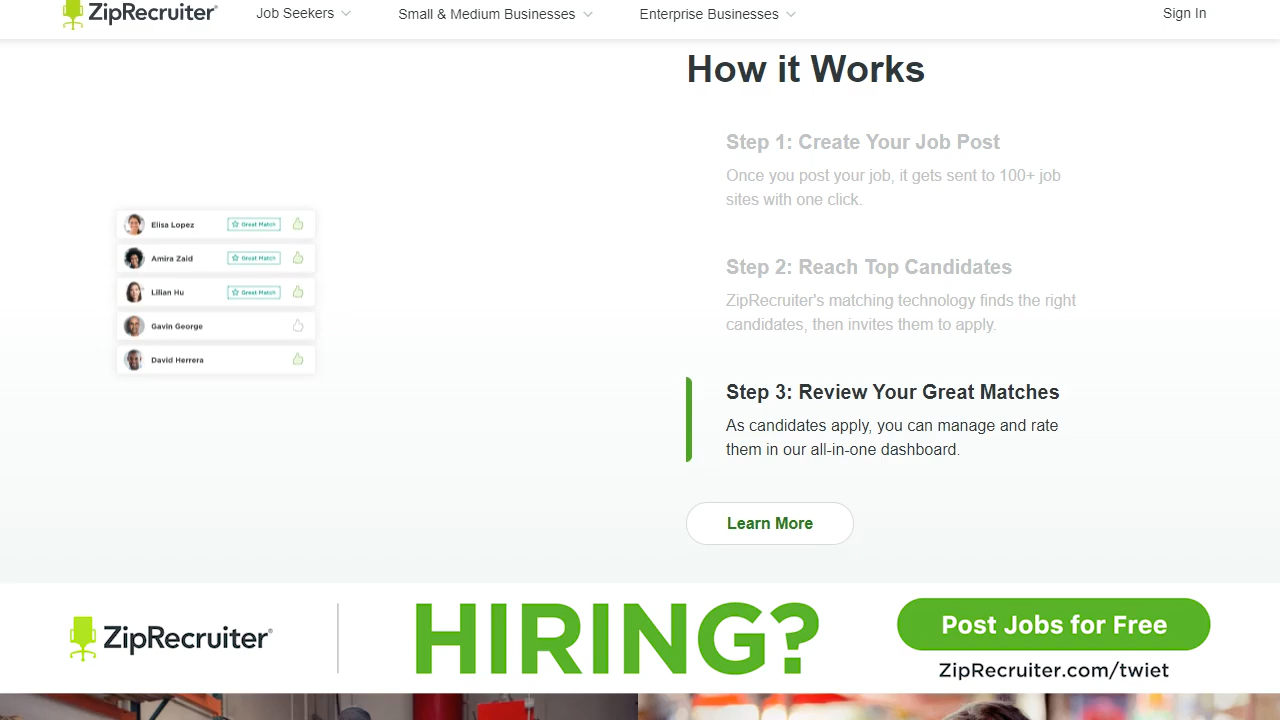 ZipRecruiter®
Job Seekers
Small & Medium Businesses
Enterprise Businesses
Sign In
How it Works
Step 1: Create Your Job Post
Once you post your job, it gets sent to 100+ job
sites with one click.
Step 2: Reach Top Candidates
ZipRecruiter's matching technology finds the right
candidates, then invites them to apply.
Step 3: Review Your Great Matches
As candidates apply, you can manage and rate
them in our all-in-one dashboard.
Learn More
Elisa Lopez Great Match
Amira Zaid Great Match
Lilian Hu Great Match
Gavin George
David Herrera
ZipRecruiter®
HIRING?
Post Jobs for Free
ZipRecruiter.com/twiet